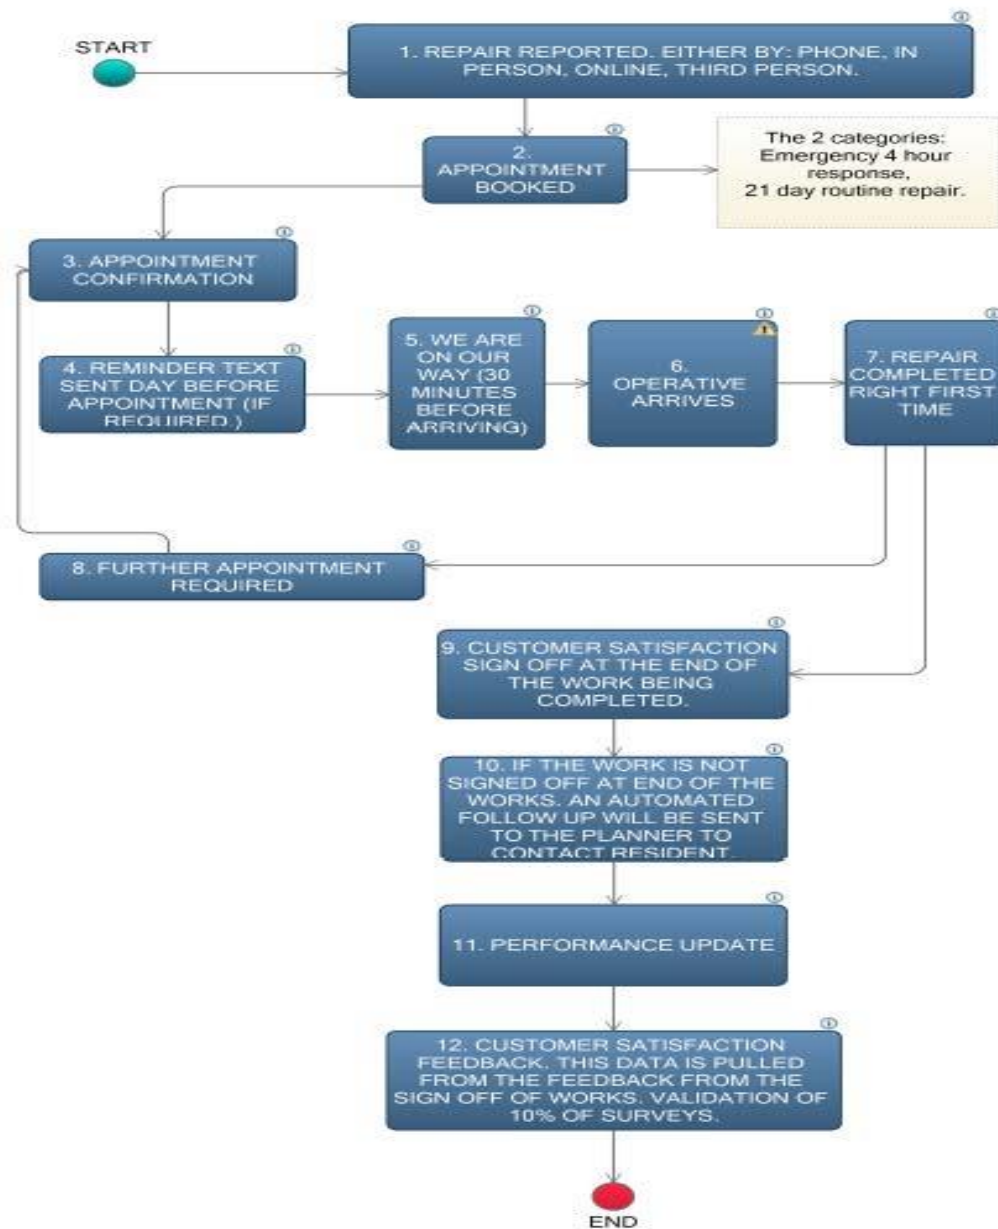 START
1. REPAIR REPORTED. EITHER BY: PHONE, IN
PERSON, ONLINE, THIRD PERSON.
2.
APPOINTMENT
BOOKED
The 2 categories:
Emergency 4 hour
response,
21 day routine repair.
3. APPOINTMENT
CONFIRMATION
4. REMINDER TEXT
SENT DAY BEFORE
APPOINTMENT (IF
REQUIRED )
5. WE ARE
ON OUR
WAY (30
MINUTES
BEFORE
ARRIVING)
6.
OPERATIVE
ARRIVES
7. REPAIR
COMPLETED
RIGHT FIRST
TIME
8. FURTHER APPOINTMENT
REQUIRED
9. CUSTOMER SATISFACTION
SIGN OFF AT THE END OF
THE WORK BEING
COMPLETED.
10. IF THE WORK IS NOT
SIGNED OFF AT END OF THE
WORKS. AN AUTOMATED
FOLLOW UP WILL BE SENT
TO THE PLANNER TO
CONTACT RESIDENT.
11. PERFORMANCE UPDATE
12. CUSTOMER SATISFACTION
FEEDBACK. THIS DATA IS PULLED
FROM THE FEEDBACK FROM THE
SIGN OFF OF WORKS. VALIDATION OF
10% OF SURVEYS.
END